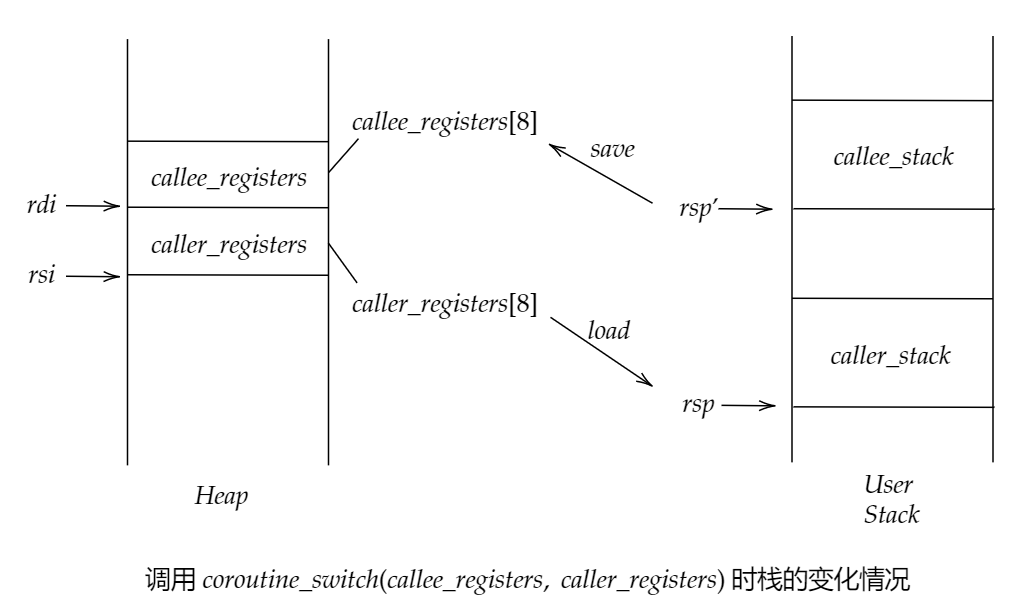 callee_registers[8]
save
callee_registers
callee_stack
rdi
rsp′
caller_registers
rsi
caller_registers[8]
load
caller_stack
rsp
Heap
User
Stack
调用 coroutine_switch(callee_registers, caller_registers) 时栈的变化情况